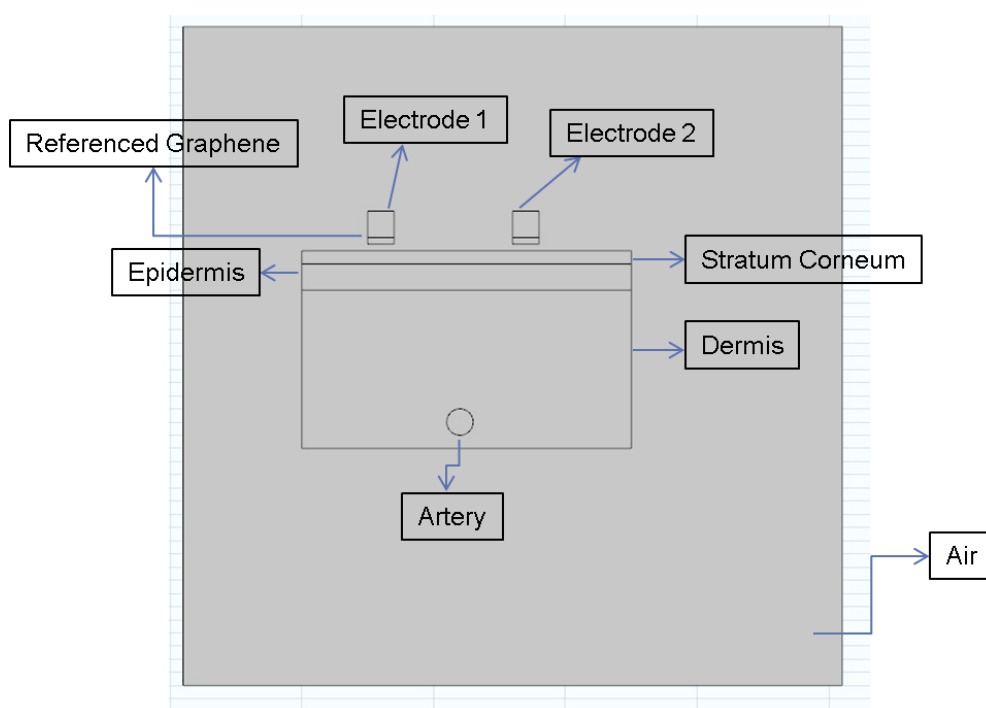 Electrode 1
Electrode 2
Referenced Graphene
Epidermis
Stratum Corneum
Dermis
Artery
Air